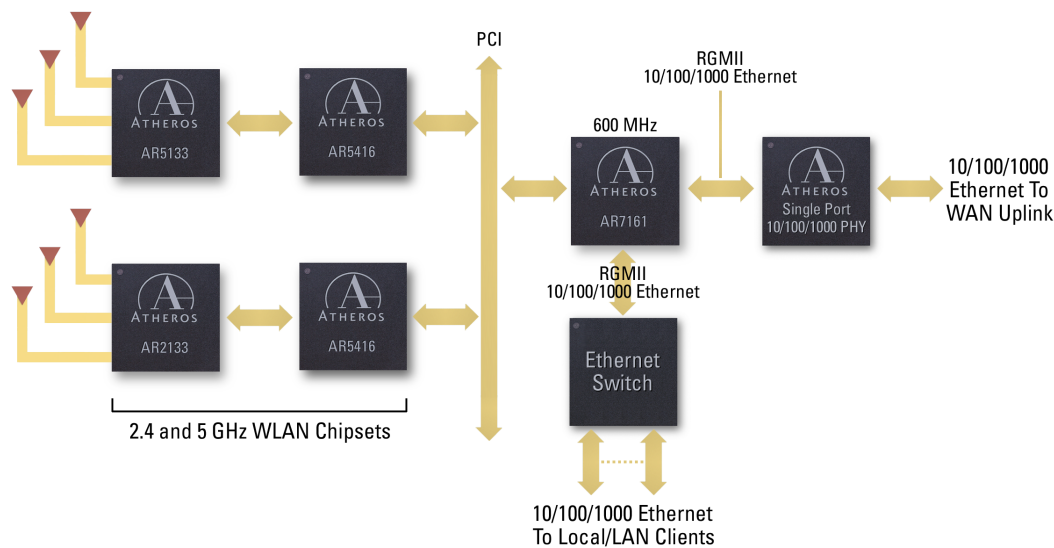 PCI
RGMII
10/100/1000 Ethernet
ATHEROS
AR5133
ATHEROS
AR5416
600 MHz
ATHEROS
AR7161
ATHEROS
Single Port
10/100/1000 PHY
10/100/1000
Ethernet To
WAN Uplink
RGMII
10/100/1000 Ethernet
ATHEROS
AR2133
ATHEROS
AR5416
Ethernet
Switch
2.4 and 5 GHz WLAN Chipsets
10/100/1000 Ethernet
To Local/LAN Clients